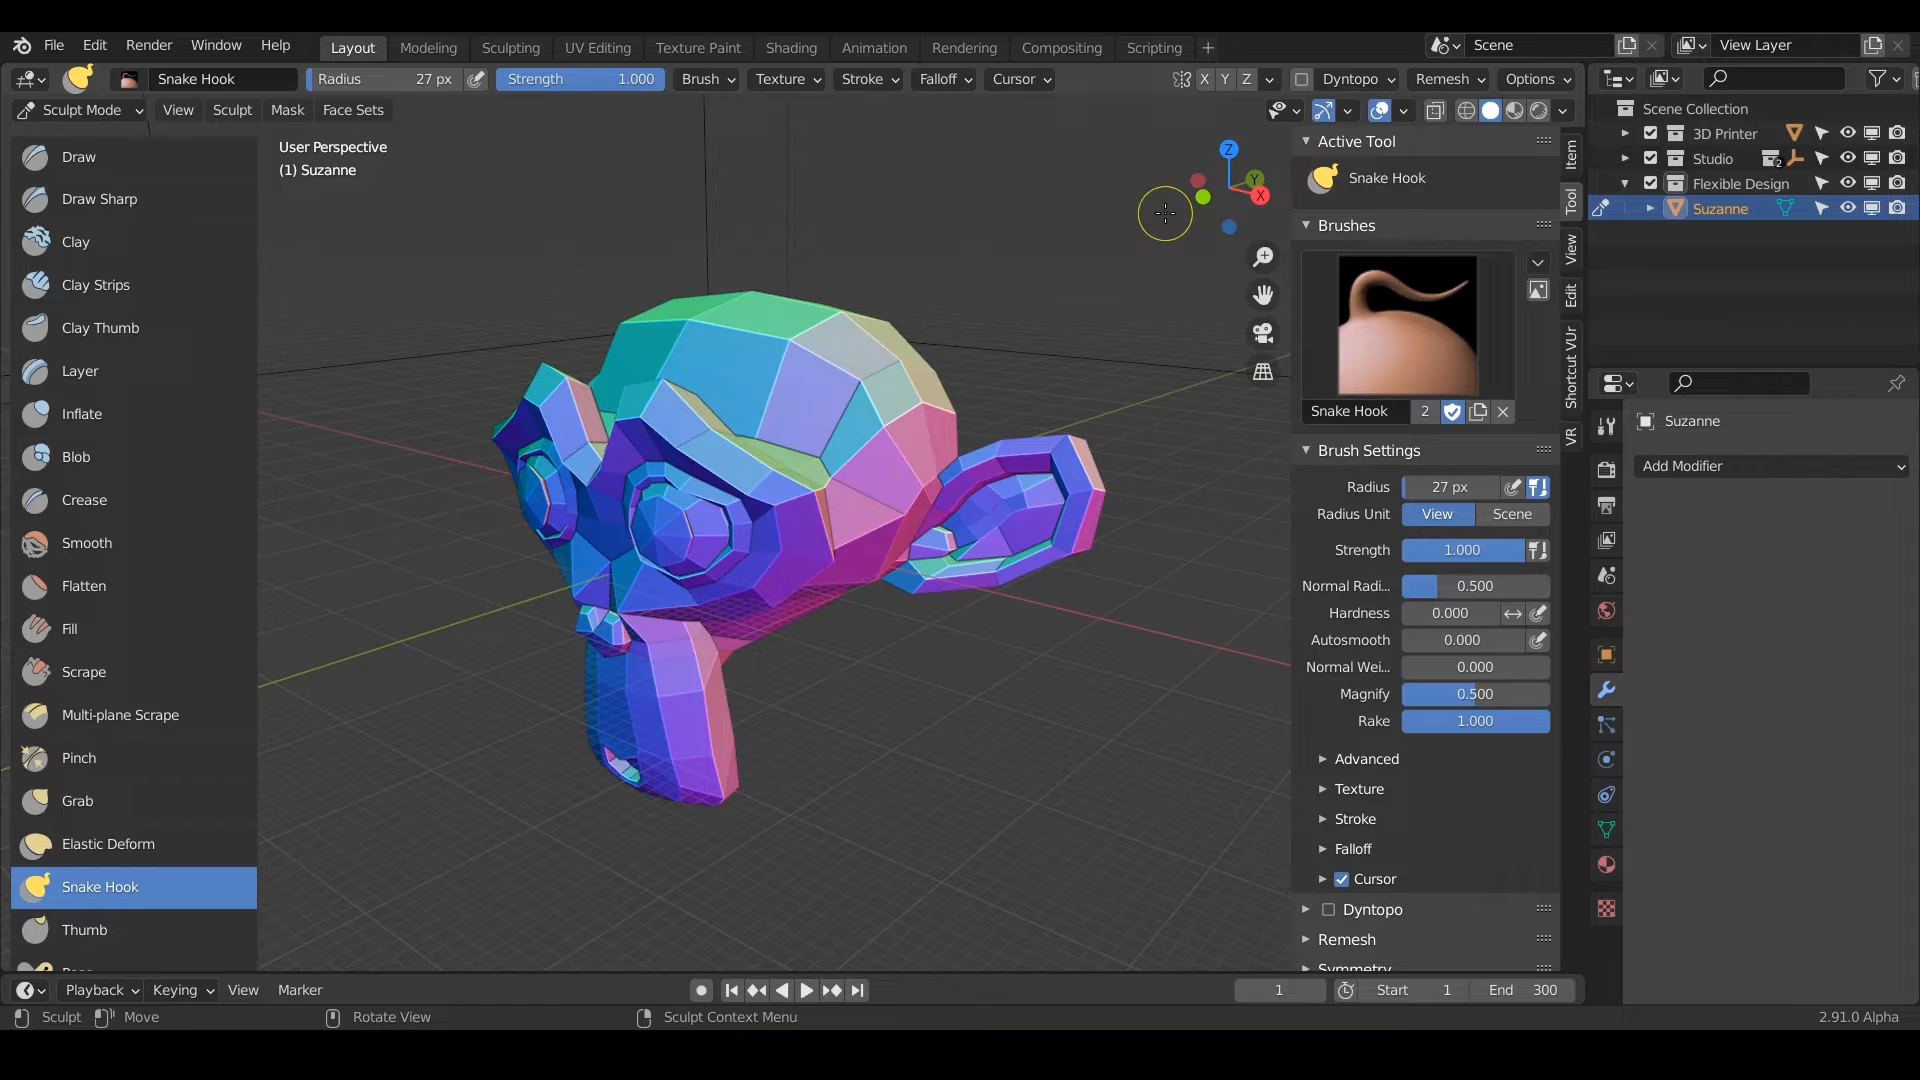 File Edit Render Window Help Layout Modeling Sculpting UV Editing Texture Paint Shading Animation Rendering Compositing Scripting + Scene View Layer
Snake Hook Radius 27 px Strength 1.000 Brush Texture Stroke Falloff Cursor X Y Z Dyntopo Remesh Options
Sculpt Mode View Sculpt Mask Face Sets
User Perspective
(1) Suzanne
Draw
Draw Sharp
Clay
Clay Strips
Clay Thumb
Layer
Inflate
Blob
Crease
Smooth
Flatten
Fill
Scrape
Multi-plane Scrape
Pinch
Grab
Elastic Deform
Snake Hook
Thumb
Z
Y
X
Active Tool
Snake Hook
Brushes
Snake Hook 2
Brush Settings
Radius 27 px
Radius Unit View Scene
Strength 1.000
Normal Radi... 0.500
Hardness 0.000
Autosmooth 0.000
Normal Wei... 0.000
Magnify 0.500
Rake 1.000
Advanced
Texture
Stroke
Falloff
Cursor
Dyntopo
Remesh
Symmetry
Item
Tool
View
Edit
Shortcut VUr
VR
Scene Collection
3D Printer
Studio 2
Flexible Design
Suzanne
Suzanne
Add Modifier
Playback Keying View Marker 1 Start 1 End 300
Sculpt Move Rotate View Sculpt Context Menu 2.91.0 Alpha